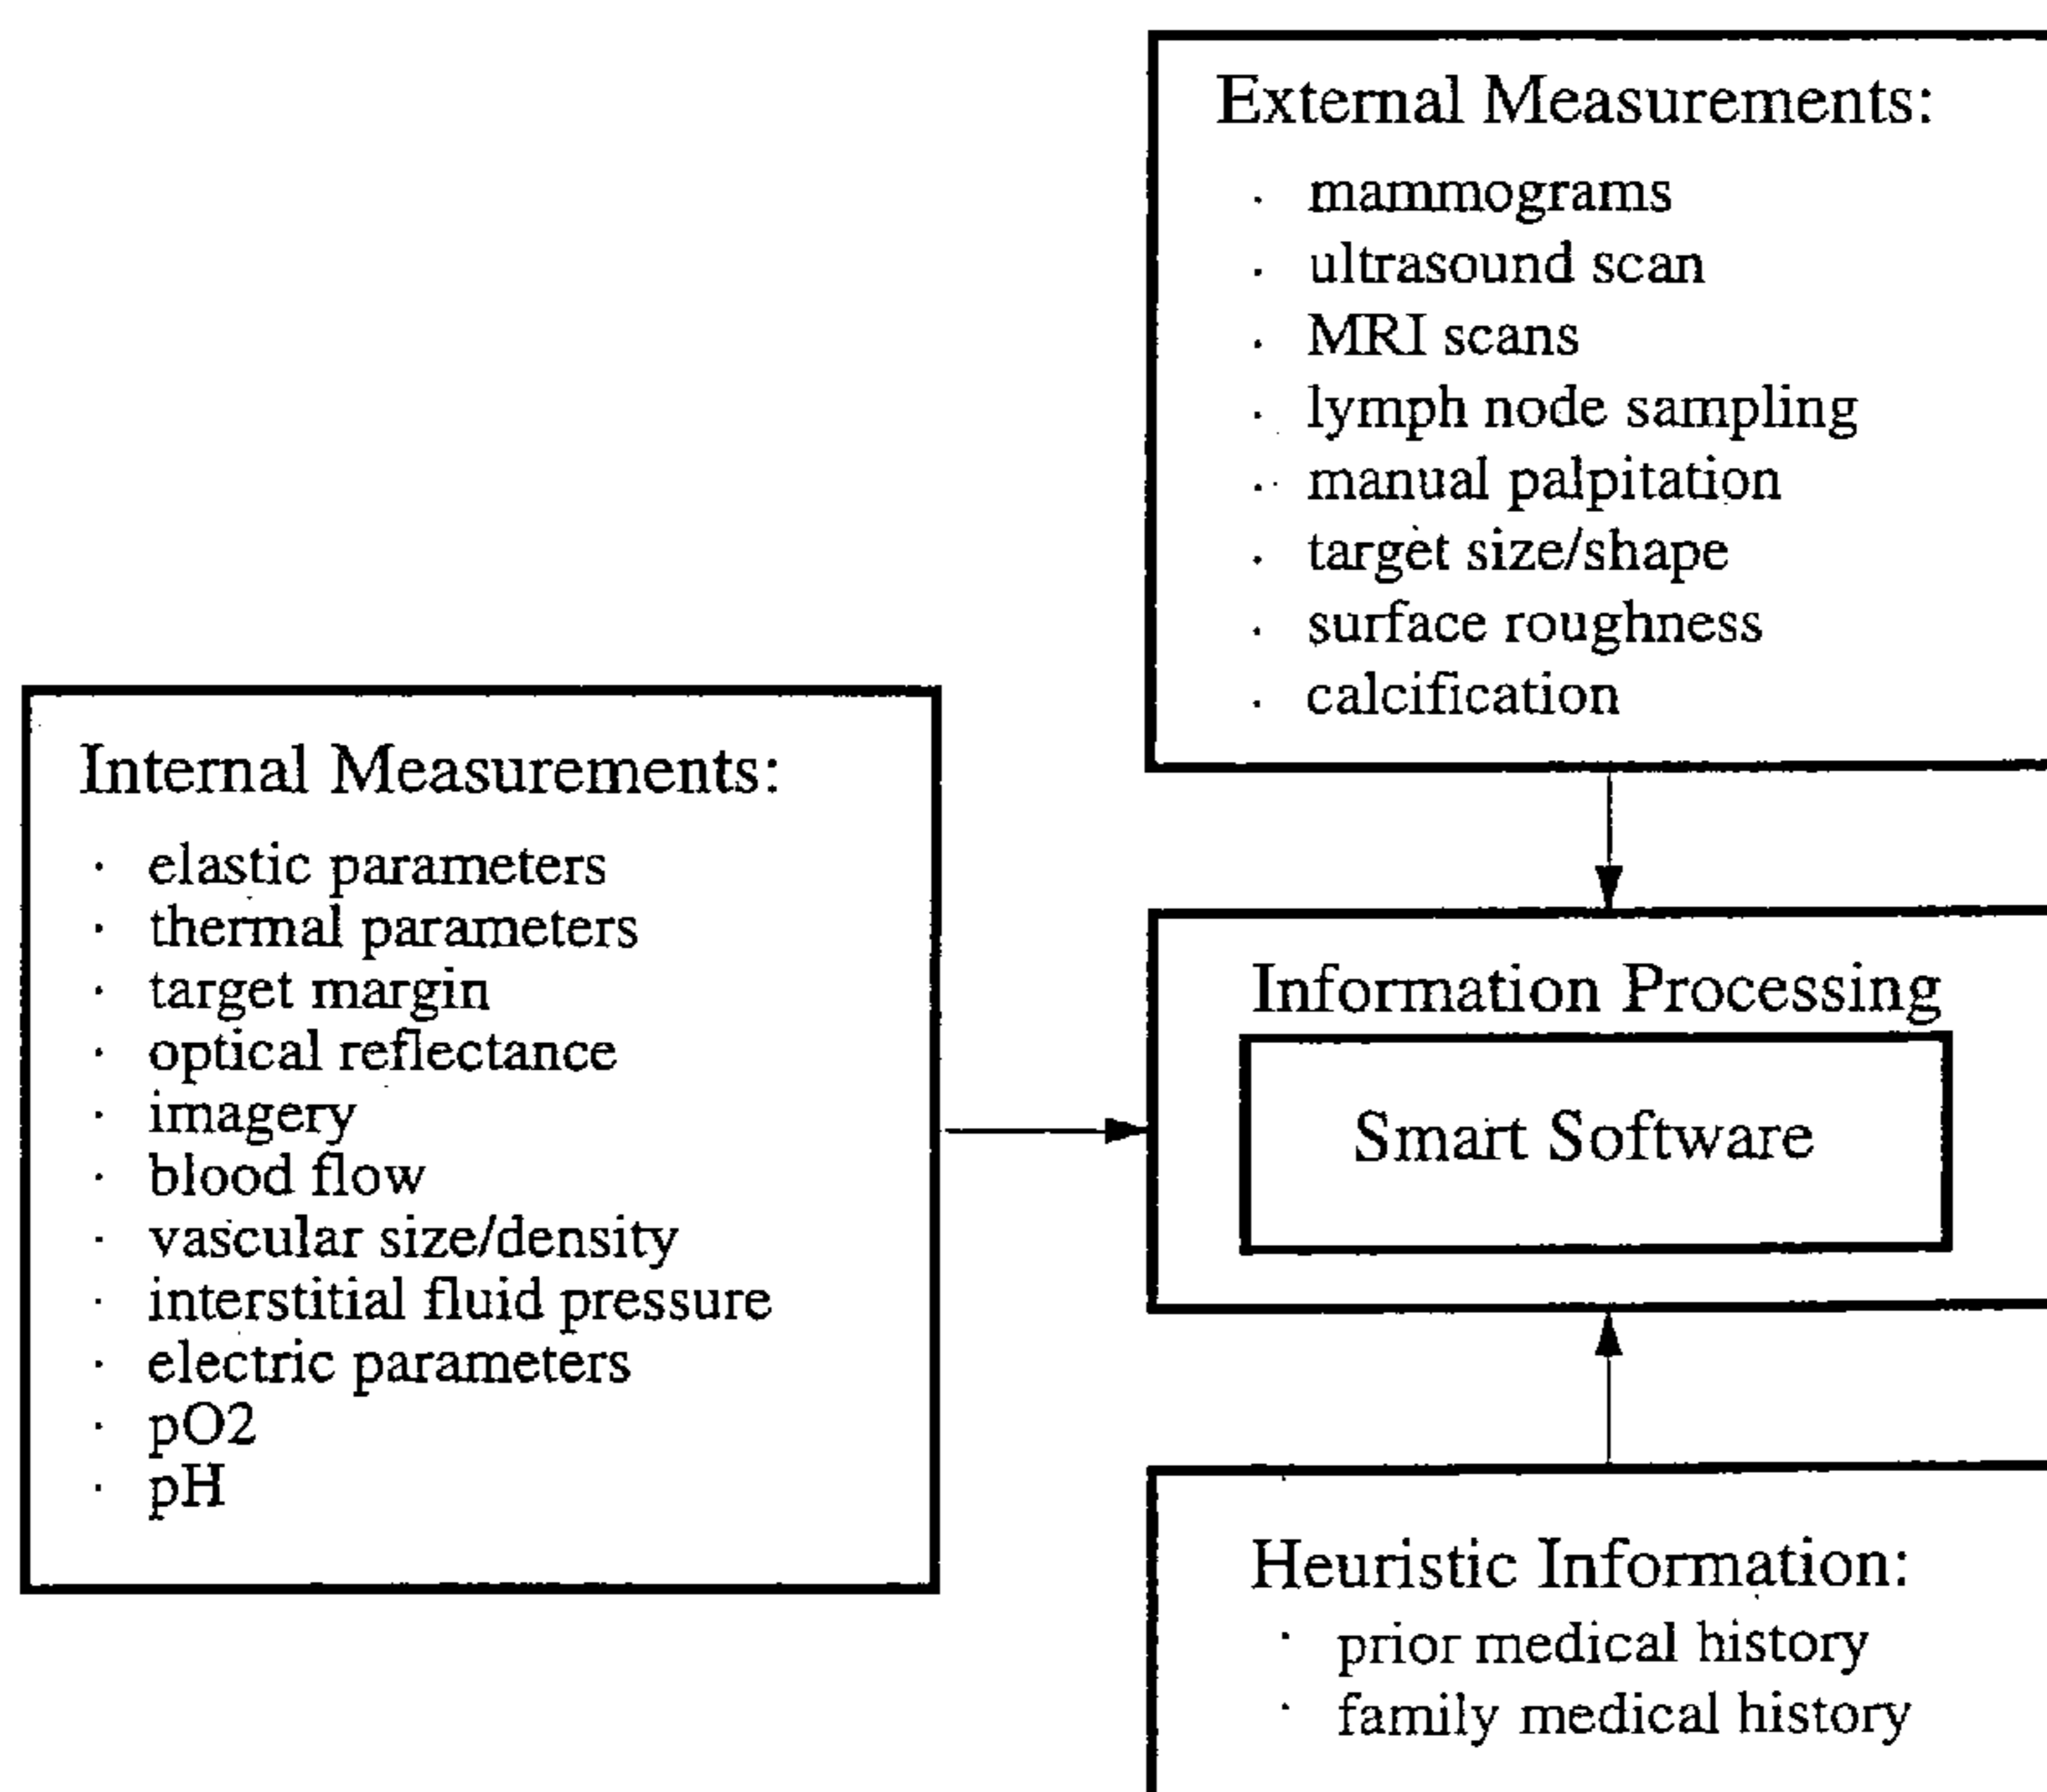 External Measurements:
· mammograms
· ultrasound scan
· MRI scans
· lymph node sampling
· manual palpitation
· target size/shape
· surface roughness
· calcification
Internal Measurements:
· elastic parameters
· thermal parameters
· target margin
· optical reflectance
· imagery
· blood flow
· vascular size/density
· interstitial fluid pressure
· electric parameters
· pO2
· pH
Information Processing
Smart Software
Heuristic Information:
· prior medical history
· family medical history